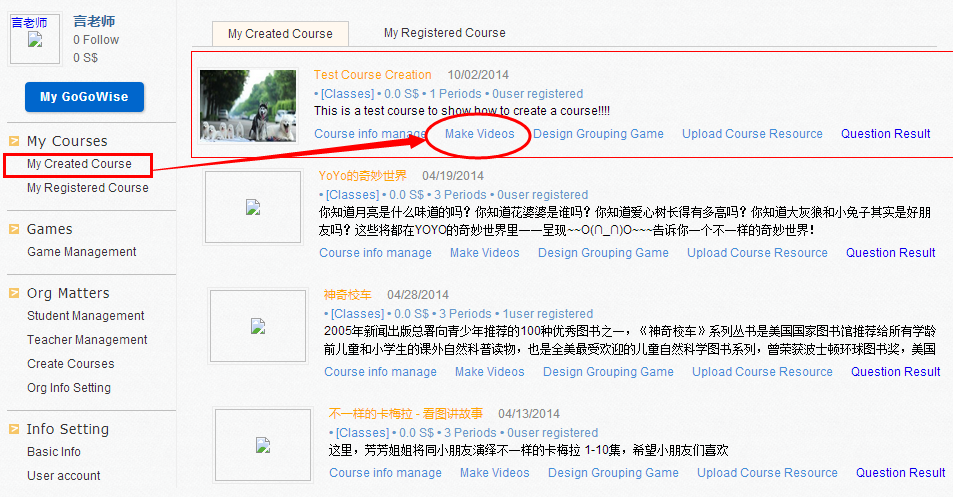 言老师
言老师
0 Follow
0 S$
My GoGoWise
My Courses
My Created Course
My Registered Course
Games
Game Management
Org Matters
Student Management
Teacher Management
Create Courses
Org Info Setting
Info Setting
Basic Info
User account
My Created Course My Registered Course
Test Course Creation 10/02/2014
• [Classes] • 0.0 S$ • 1 Periods • 0user registered
This is a test course to show how to create a course!!!!
Course info manage Make Videos Design Grouping Game Upload Course Resource Question Result
YoYo的奇妙世界 04/19/2014
• [Classes] • 0.0 S$ • 3 Periods • 0user registered
你知道月亮是什么味道的吗？你知道花婆婆是谁吗？你知道爱心树长得有多高吗？你知道大灰狼和小兔子其实是好朋
友吗？这些将都在YOYO的奇妙世界里一一呈现~~O(∩_∩)O~~~告诉你一个不一样的奇妙世界！
Course info manage Make Videos Design Grouping Game Upload Course Resource Question Result
神奇校车 04/28/2014
• [Classes] • 0.0 S$ • 3 Periods • 1user registered
2005年新闻出版总署向青少年推荐的100种优秀图书之一，《神奇校车》系列丛书是美国国家图书馆推荐给所有学龄
前儿童和小学生的课外自然科普读物，也是全美最受欢迎的儿童自然科学图书系列，曾荣获波士顿环球图书奖，美国
Course info manage Make Videos Design Grouping Game Upload Course Resource Question Result
不一样的卡梅拉 - 看图讲故事 04/13/2014
• [Classes] • 0.0 S$ • 3 Periods • 0user registered
这里，芳芳姐姐将同小朋友演绎不一样的卡梅拉 1-10集，希望小朋友们喜欢
Course info manage Make Videos Design Grouping Game Upload Course Resource Question Result